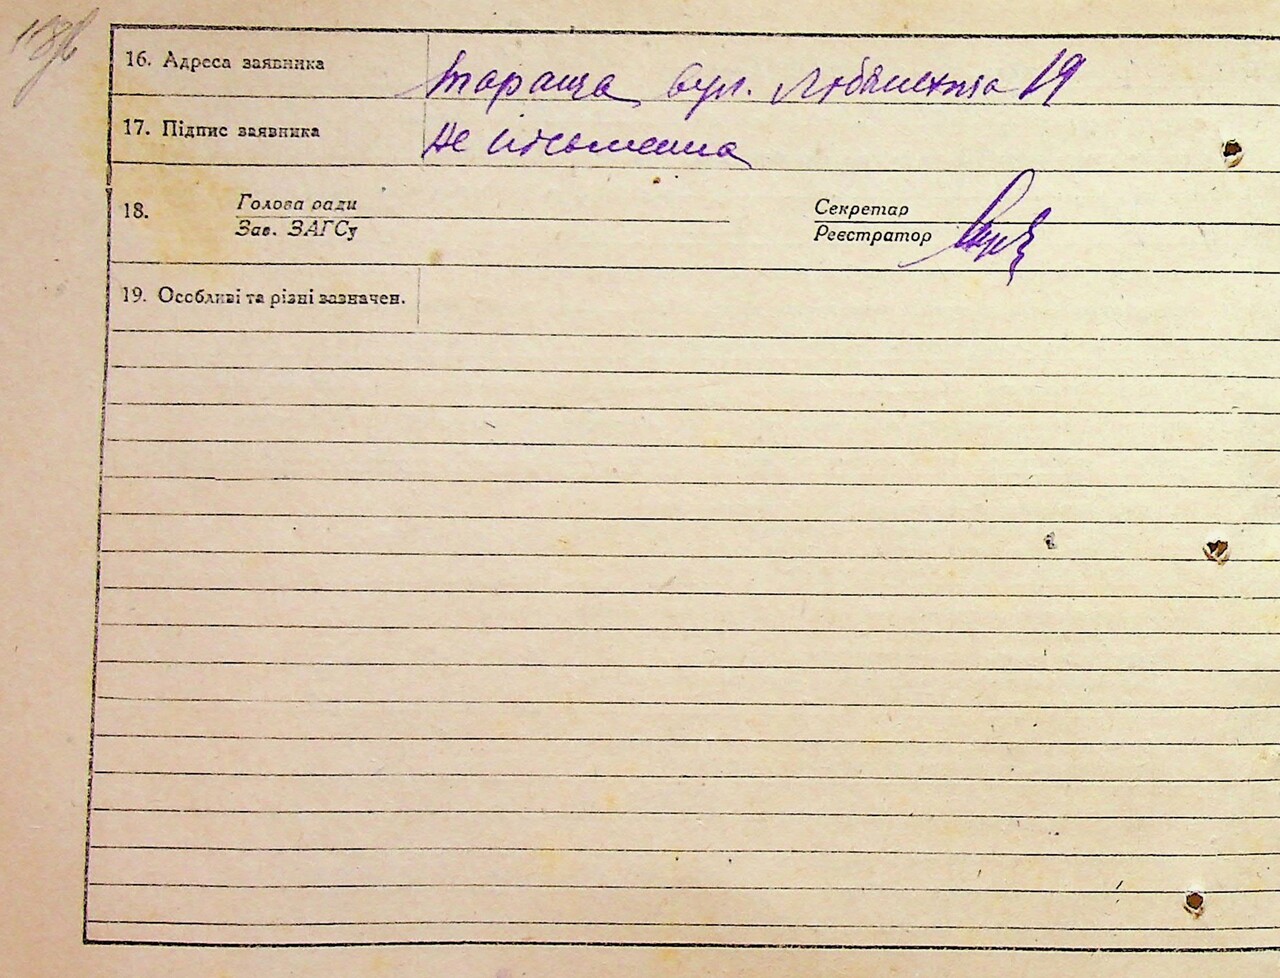 16. Адреса заявника Тараща вул. 19
17. Підпис заявника Не письменна
18. Голова ради Секретар
Зав. ЗАГСу Реєстратор
19. Особливі та різні зазначен.